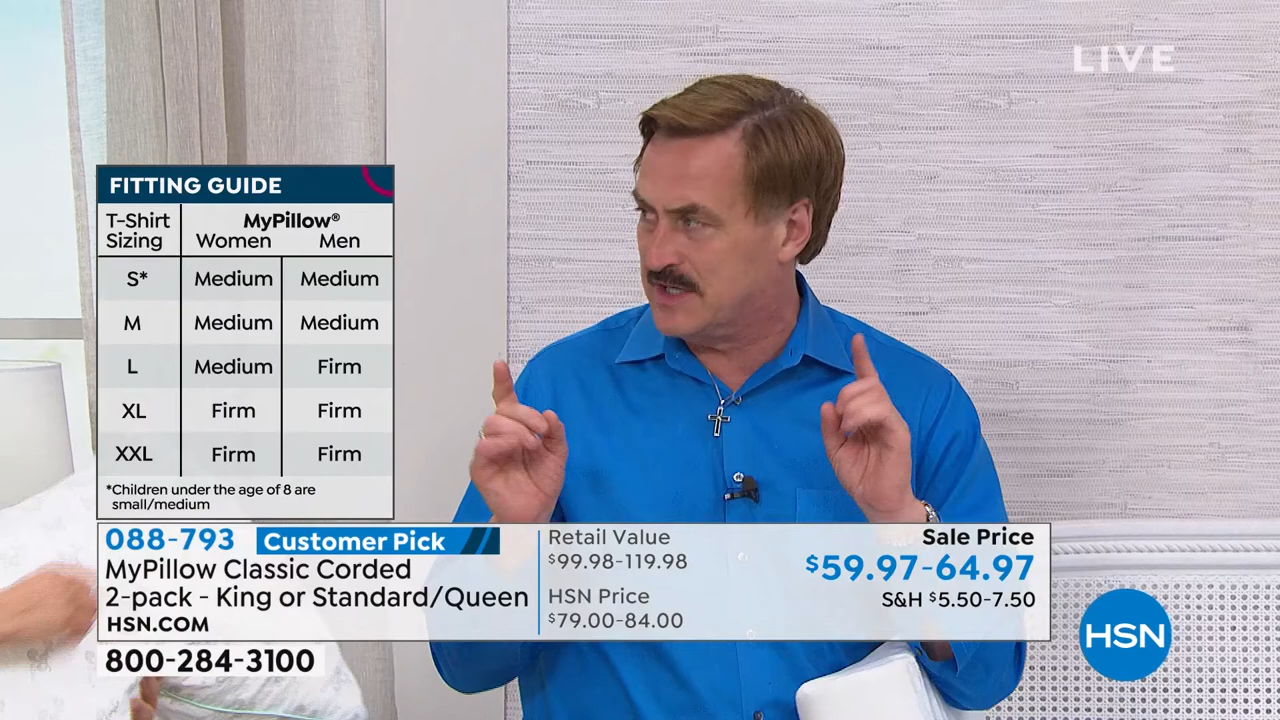 LIVE
FITTING GUIDE
T-Shirt Sizing MyPillow®
Women Men
S* Medium Medium
M Medium Medium
L Medium Firm
XL Firm Firm
XXL Firm Firm
*Children under the age of 8 are
small/medium
088-793 Customer Pick
MyPillow Classic Corded
2-pack - King or Standard/Queen
HSN.COM
Retail Value
$99.98-119.98
HSN Price
$79.00-84.00
Sale Price
$59.97-64.97
S&H $5.50-7.50
HSN
800-284-3100